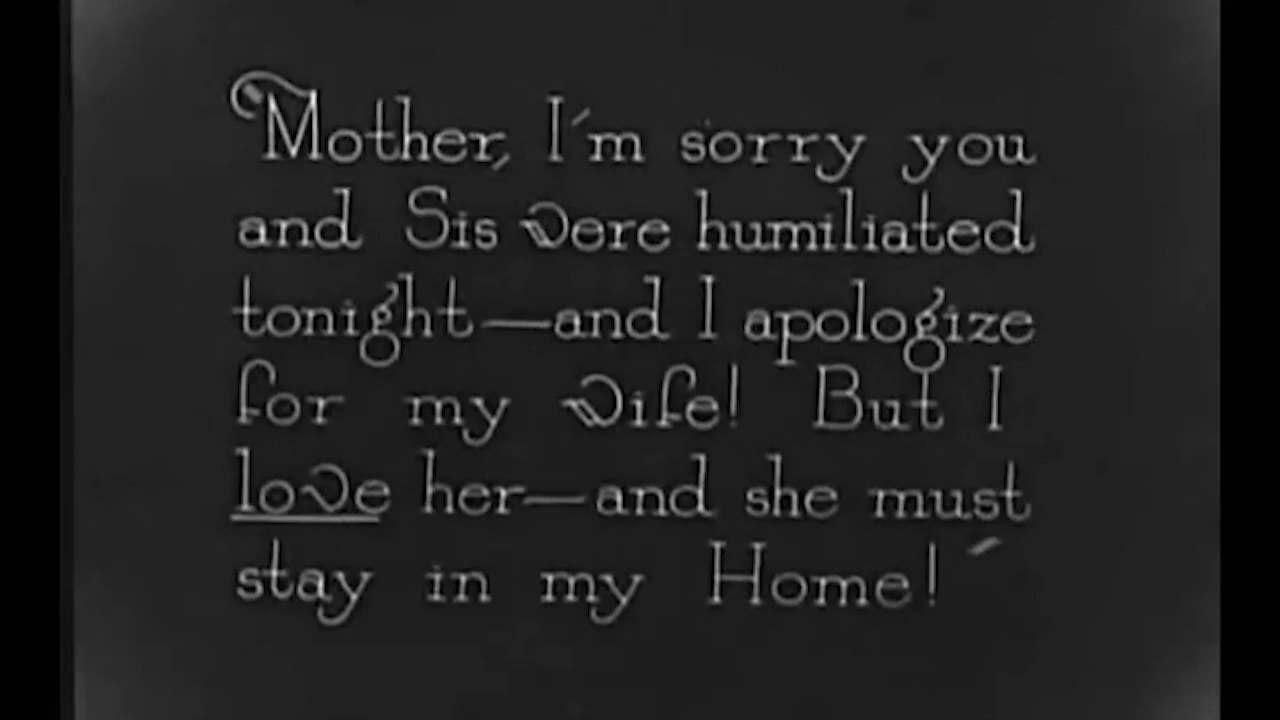 Mother, I'm sorry you
and Sis were humiliated
tonight—and I apologize
for my wife! But I
love her—and she must
stay in my Home!"